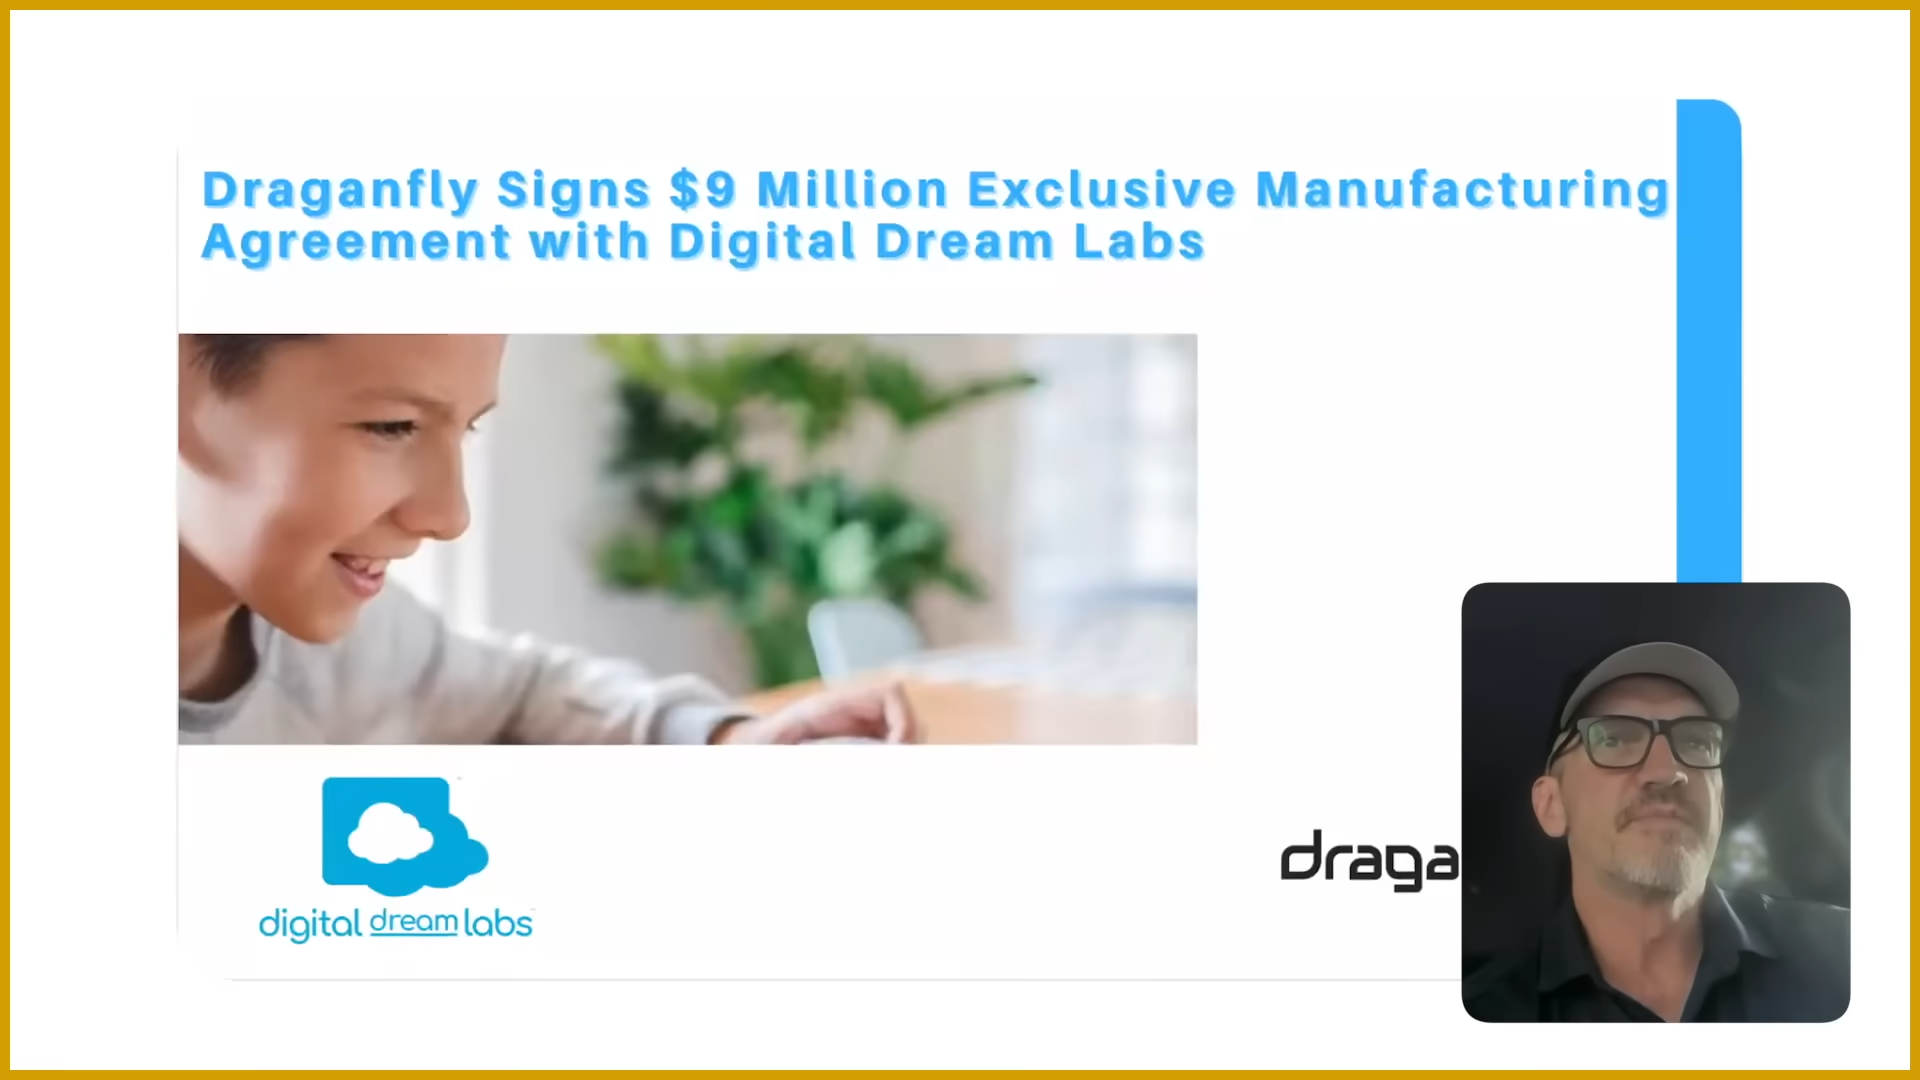 Draganfly Signs $9 Million Exclusive Manufacturing
Agreement with Digital Dream Labs
digital dream labs
draga